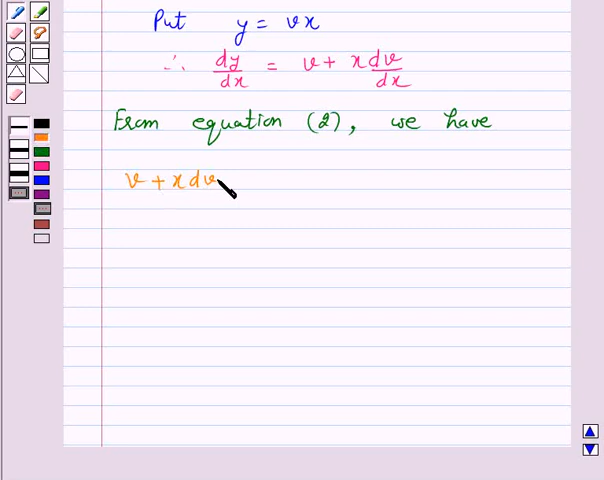 Put y = vx
∴ dy/dx = v + x dv/dx
From equation (2), we have
v + x dv